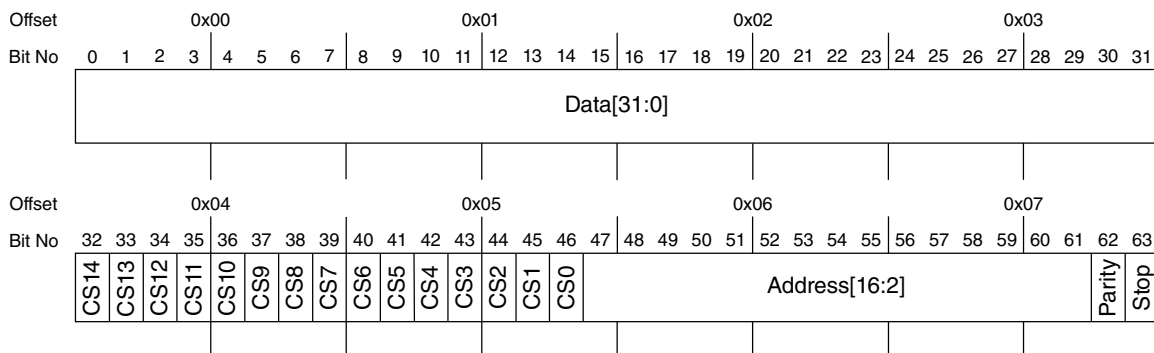 Offset 0x00 0x01 0x02 0x03
Bit No 0 1 2 3 4 5 6 7 8 9 10 11 12 13 14 15 16 17 18 19 20 21 22 23 24 25 26 27 28 29 30 31
Data[31:0]
Offset 0x04 0x05 0x06 0x07
Bit No 32 33 34 35 36 37 38 39 40 41 42 43 44 45 46 47 48 49 50 51 52 53 54 55 56 57 58 59 60 61 62 63
CS14 CS13 CS12 CS11 CS10 CS9 CS8 CS7 CS6 CS5 CS4 CS3 CS2 CS1 CS0 Address[16:2] Parity Stop